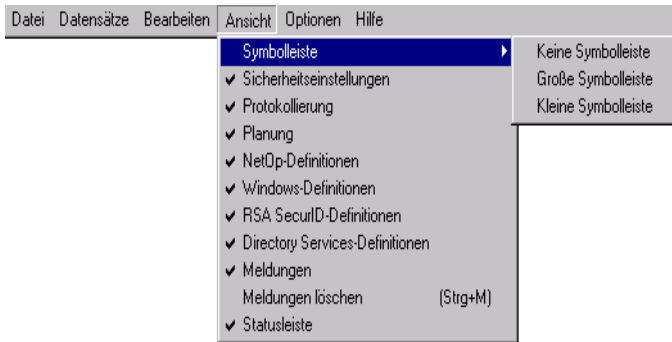 Datei Datensätze Bearbeiten Ansicht Optionen Hilfe
Symbolleiste
Keine Symbolleiste
Große Symbolleiste
Kleine Symbolleiste
Sicherheitseinstellungen
Protokollierung
Planung
NetOp-Definitionen
Windows-Definitionen
RSA SecurID-Definitionen
Directory Services-Definitionen
Meldungen
Meldungen löschen (Strg+M)
Statusleiste